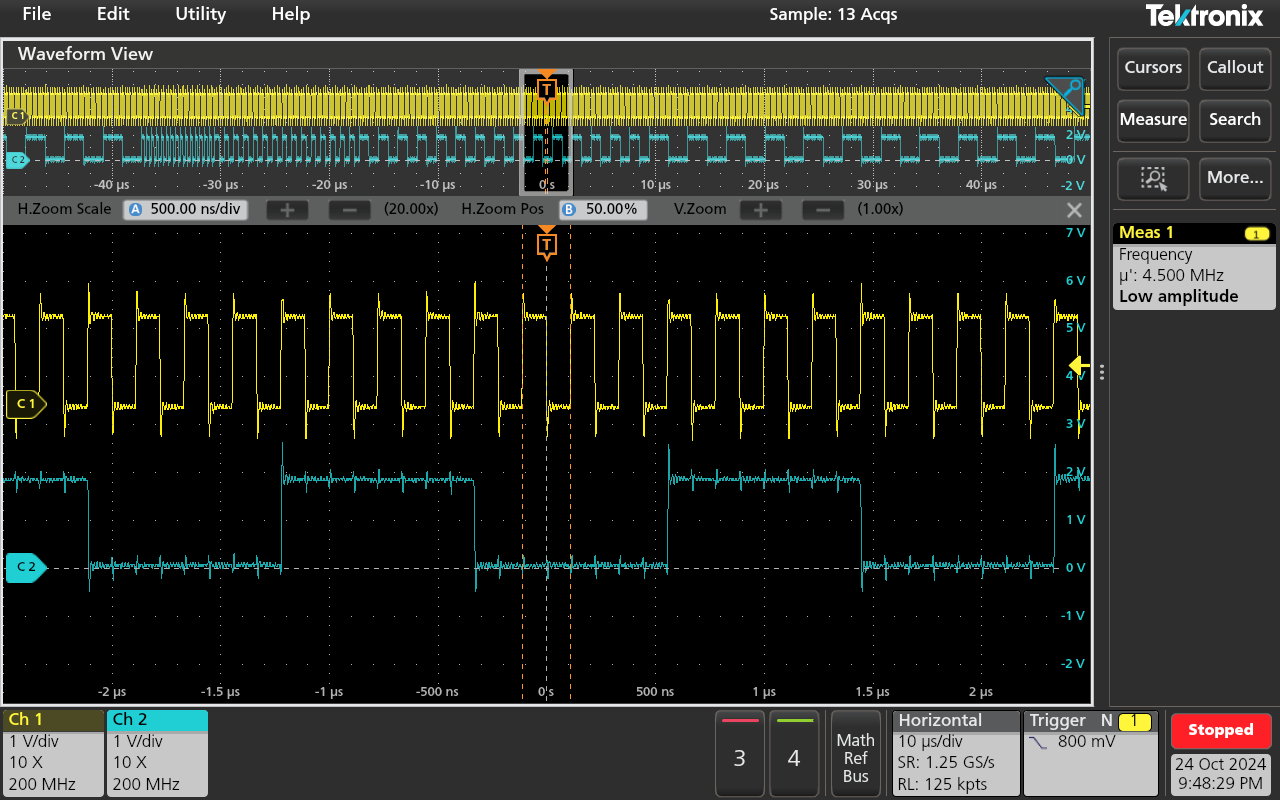 File Edit Utility Help Sample: 13 Acqs Tektronix
Waveform View
Cursors Callout
T
C 1
Measure Search
2 V
C 2 0 V
-40 µs -30 µs -20 µs -10 µs 0 s 10 µs 20 µs 30 µs 40 µs -2 V
More...
H.Zoom Scale A 500.00 ns/div + − (20.00x) H.Zoom Pos B 50.00% V.Zoom + − (1.00x)
7 V
Meas 1 1
T
Frequency
µ': 4.500 MHz
6 V
Low amplitude
5 V
4 V
C 1
3 V
2 V
1 V
C 2 0 V
-1 V
-2 V
-2 µs -1.5 µs -1 µs -500 ns 0 s 500 ns 1 µs 1.5 µs 2 µs
Ch 1
1 V/div
10 X
200 MHz
Ch 2
1 V/div
10 X
200 MHz
3
4
Math
Ref
Bus
Horizontal
10 µs/div
SR: 1.25 GS/s
RL: 125 kpts
Trigger N 1
800 mV
Stopped
24 Oct 2024
9:48:29 PM